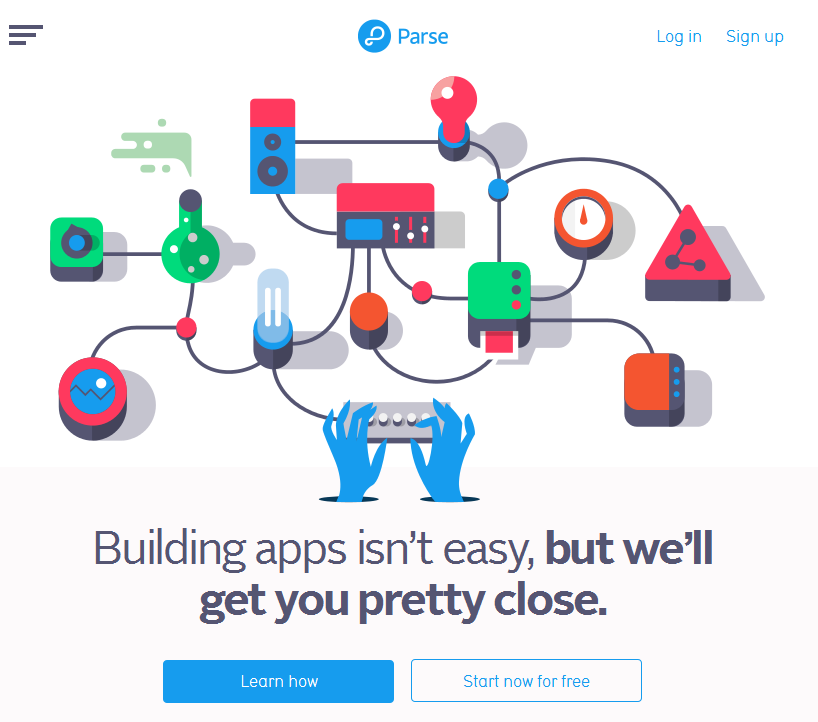 Parse
Log in
Sign up
Building apps isn't easy, but we'll
get you pretty close.
Learn how
Start now for free